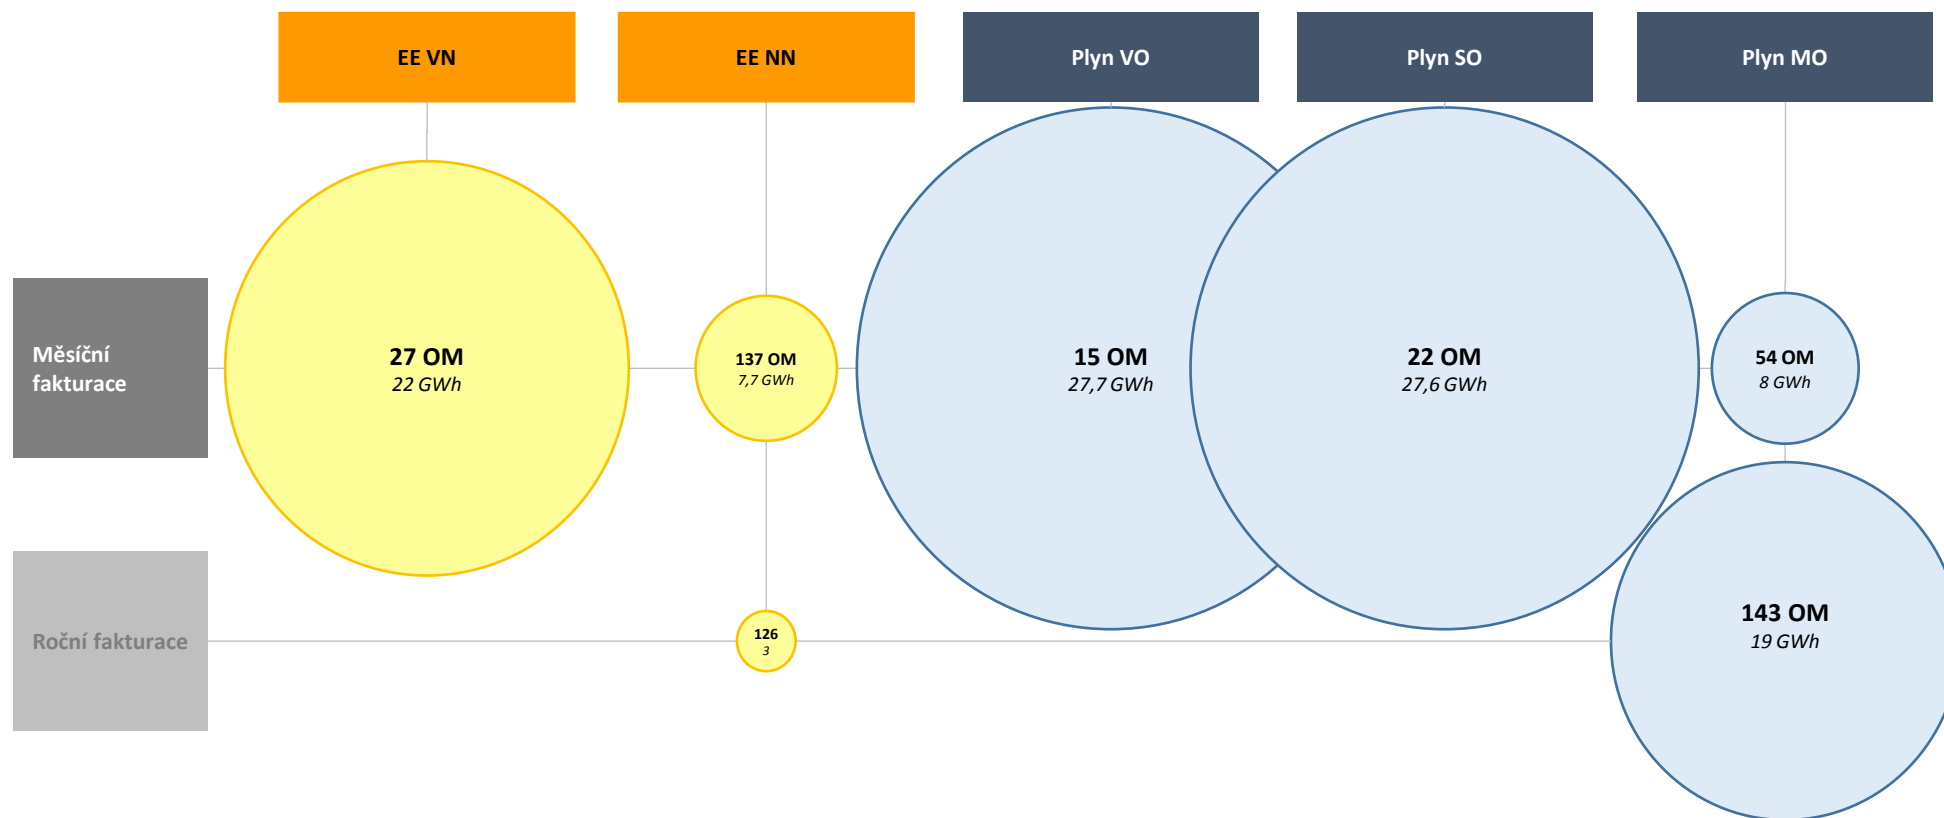 EE VN
EE NN
Plyn VO
Plyn SO
Plyn MO
Měsíční
fakturace
27 OM
22 GWh
137 OM
7,7 GWh
15 OM
27,7 GWh
22 OM
27,6 GWh
54 OM
8 GWh
Roční fakturace
126
3
143 OM
19 GWh